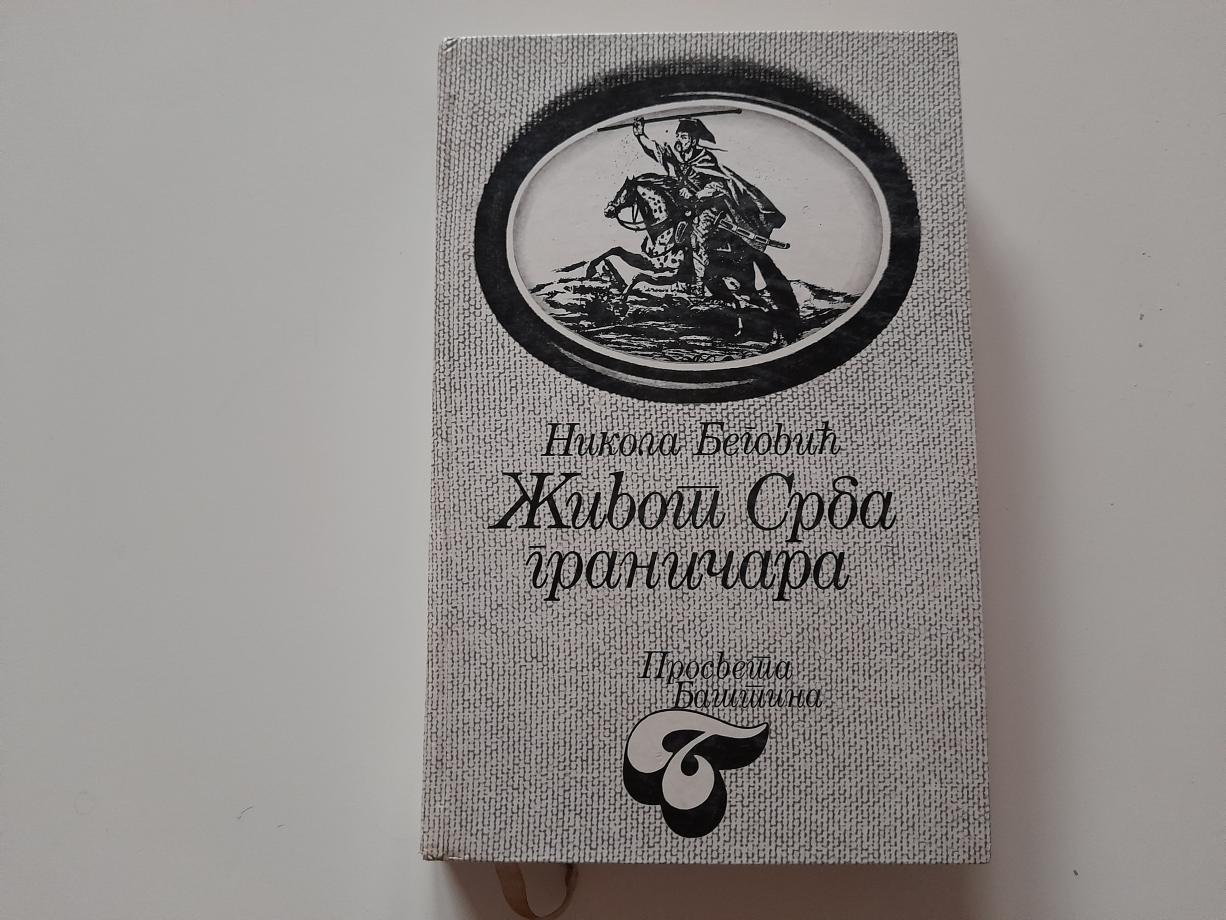 Никола Беговић
Живот Срба
граничара
Просвета
Баштина